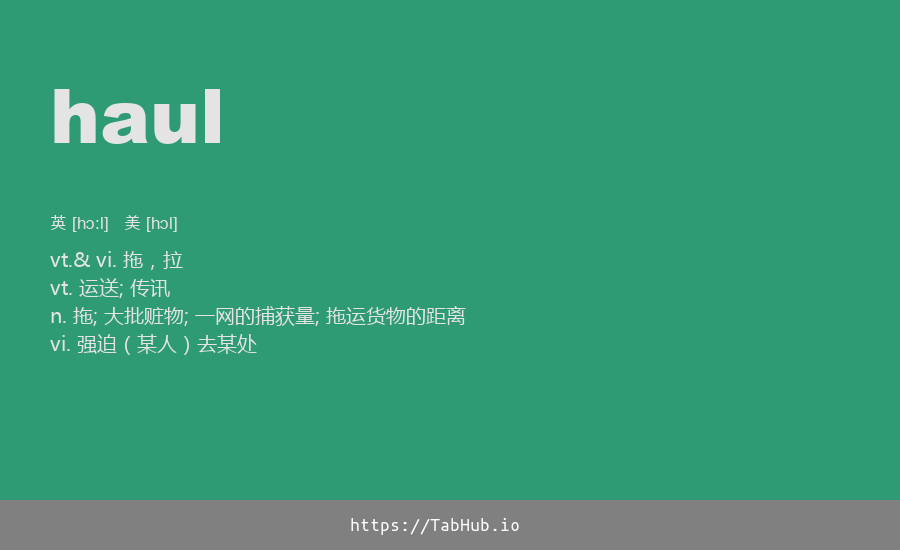 haul
英 [hɔːl] 美 [hɔl]
vt.& vi. 拖，拉
vt. 运送; 传讯
n. 拖; 大批赃物; 一网的捕获量; 拖运货物的距离
vi. 强迫（某人）去某处
https://TabHub.io